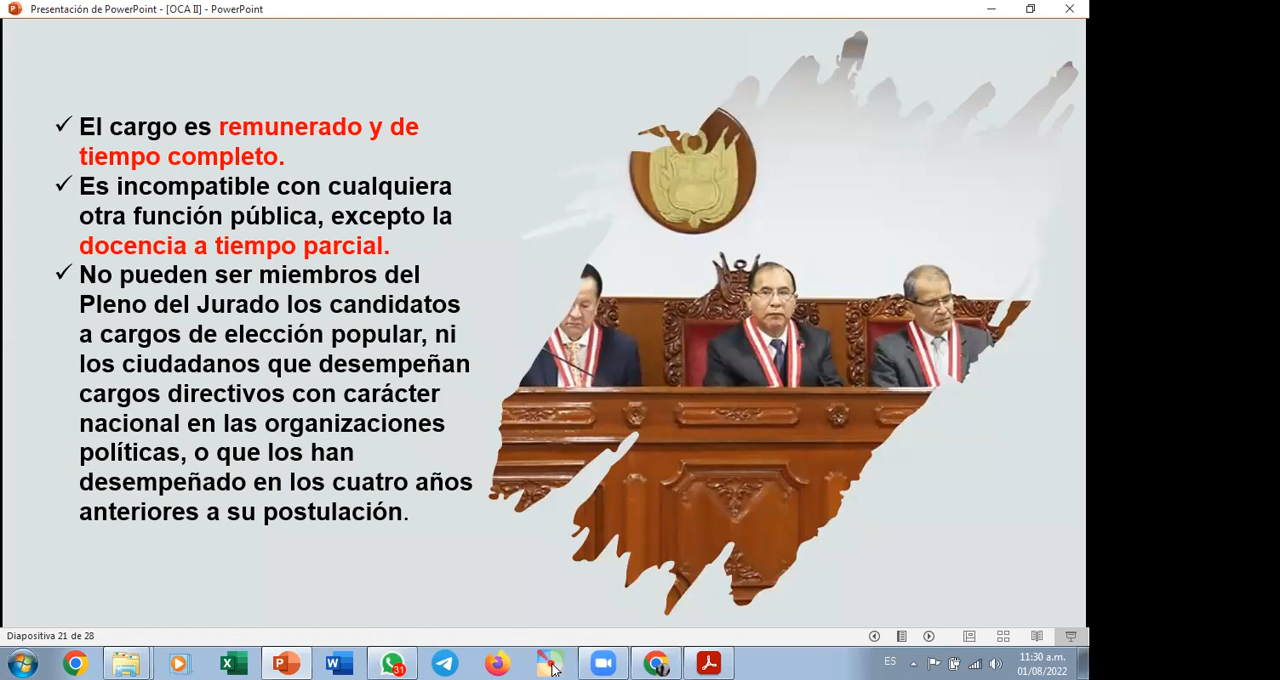 Presentación de PowerPoint - [OCA II] - PowerPoint
✓ El cargo es remunerado y de
tiempo completo.
✓ Es incompatible con cualquiera
otra función pública, excepto la
docencia a tiempo parcial.
✓ No pueden ser miembros del
Pleno del Jurado los candidatos
a cargos de elección popular, ni
los ciudadanos que desempeñan
cargos directivos con carácter
nacional en las organizaciones
políticas, o que los han
desempeñado en los cuatro años
anteriores a su postulación.
Diapositiva 21 de 28
31
ES
11:30 a.m.
01/08/2022